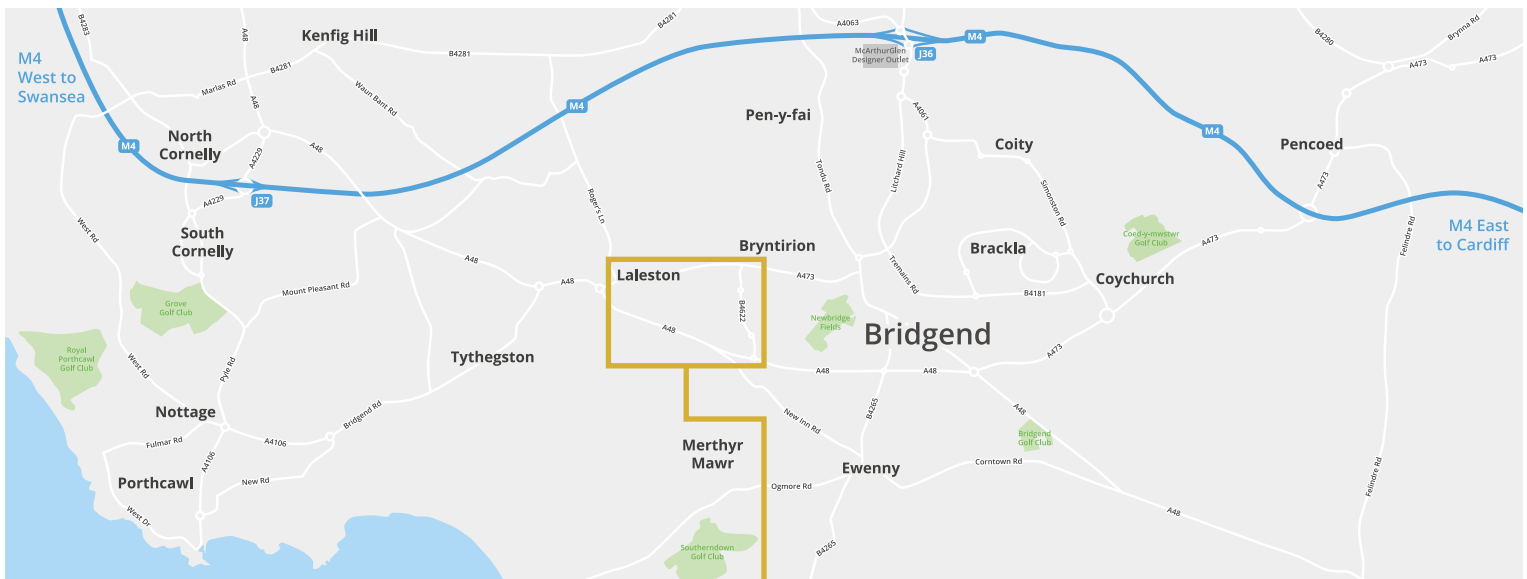 B4283
A48
Kenfig Hill
B4281
A4063
M4
J36
McArthurGlen
Designer Outlet
B4280
Brynna Rd
A473
A473
M4
West to
Swansea
B4281
B4281
Marlas Rd
Waun Bant Rd
M4
Pen-y-fai
A4061
M4
Pencoed
M4
North
Cornelly
A48
A4229
Coity
Litchard Hill
Tondu Rd
Simonston Rd
A473
J37
A4229
Roger's Ln
West Rd
South
Cornelly
Felindre Rd
M4 East
to Cardiff
Coed-y-mwstwr
Golf Club
A473
Bryntirion
Brackla
A48
Laleston
A473
Tremains Rd
Coychurch
A48
Mount Pleasant Rd
B4181
Grove
Golf Club
B4622
Newbridge
Fields
A48
Bridgend
Royal
Porthcawl
Golf Club
Tythegston
A473
West Rd
Pyle Rd
A48
A48
Nottage
Bridgend Rd
New Inn Rd
B4265
A48
Fulmar Rd
A4106
Bridgend
Golf Club
Merthyr
Mawr
A4106
Ewenny
Corntown Rd
Porthcawl
New Rd
Ogmore Rd
Felindre Rd
West Dr
A48
Southerndown
Golf Club
B4265